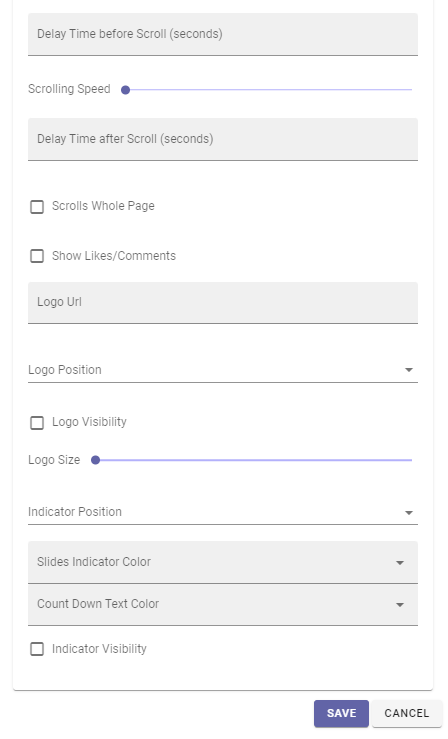 Delay Time before Scroll (seconds)
Scrolling Speed
Delay Time after Scroll (seconds)
Scrolls Whole Page
Show Likes/Comments
Logo Url
Logo Position
Logo Visibility
Logo Size
Indicator Position
Slides Indicator Color
Count Down Text Color
Indicator Visibility
SAVE CANCEL